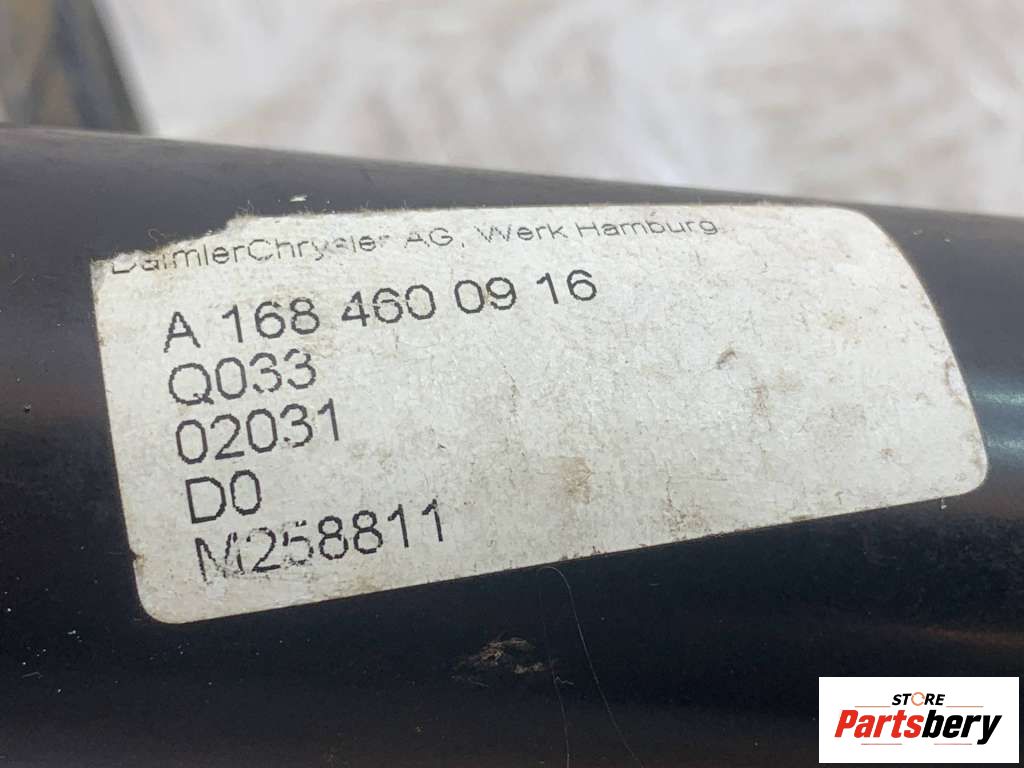 DaimlerChrysler AG, Werk Hamburg
A 168 460 09 16
Q033
02031
D0
M258811
STORE
Partsbery